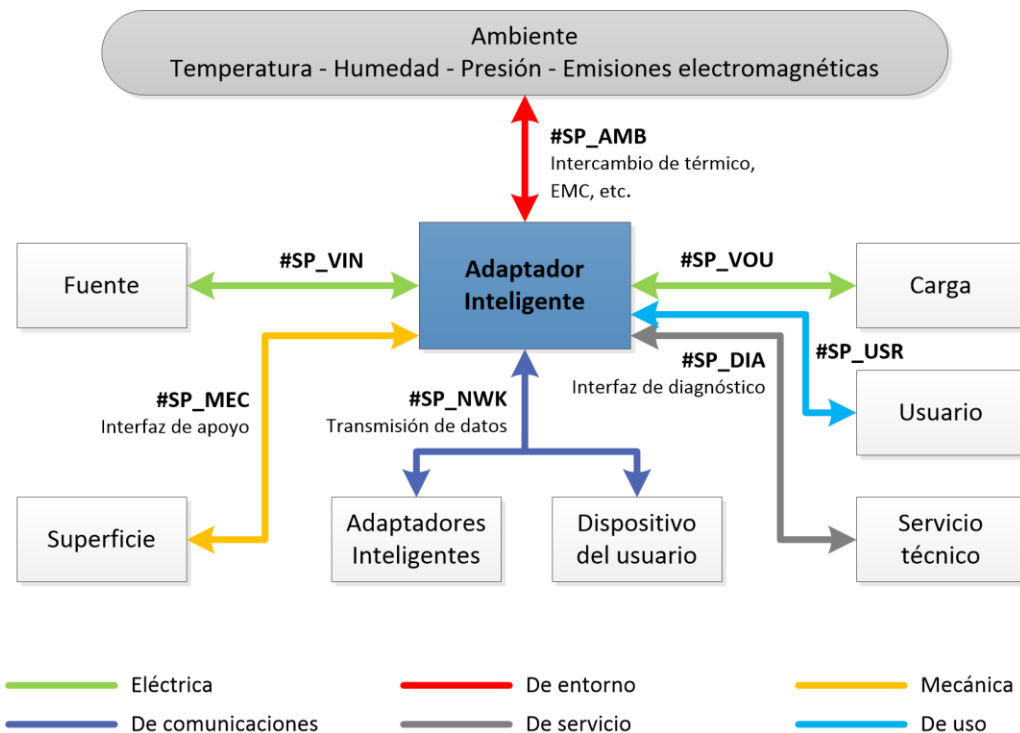 Ambiente
Temperatura - Humedad - Presión - Emisiones electromagnéticas
#SP_AMB
Intercambio de térmico,
EMC, etc.
Fuente
#SP_VIN
Adaptador
Inteligente
#SP_VOU
Carga
#SP_MEC
Interfaz de apoyo
#SP_NWK
Transmisión de datos
#SP_DIA
Interfaz de diagnóstico
#SP_USR
Usuario
Superficie
Adaptadores
Inteligentes
Dispositivo
del usuario
Servicio
técnico
Eléctrica
De entorno
Mecánica
De comunicaciones
De servicio
De uso